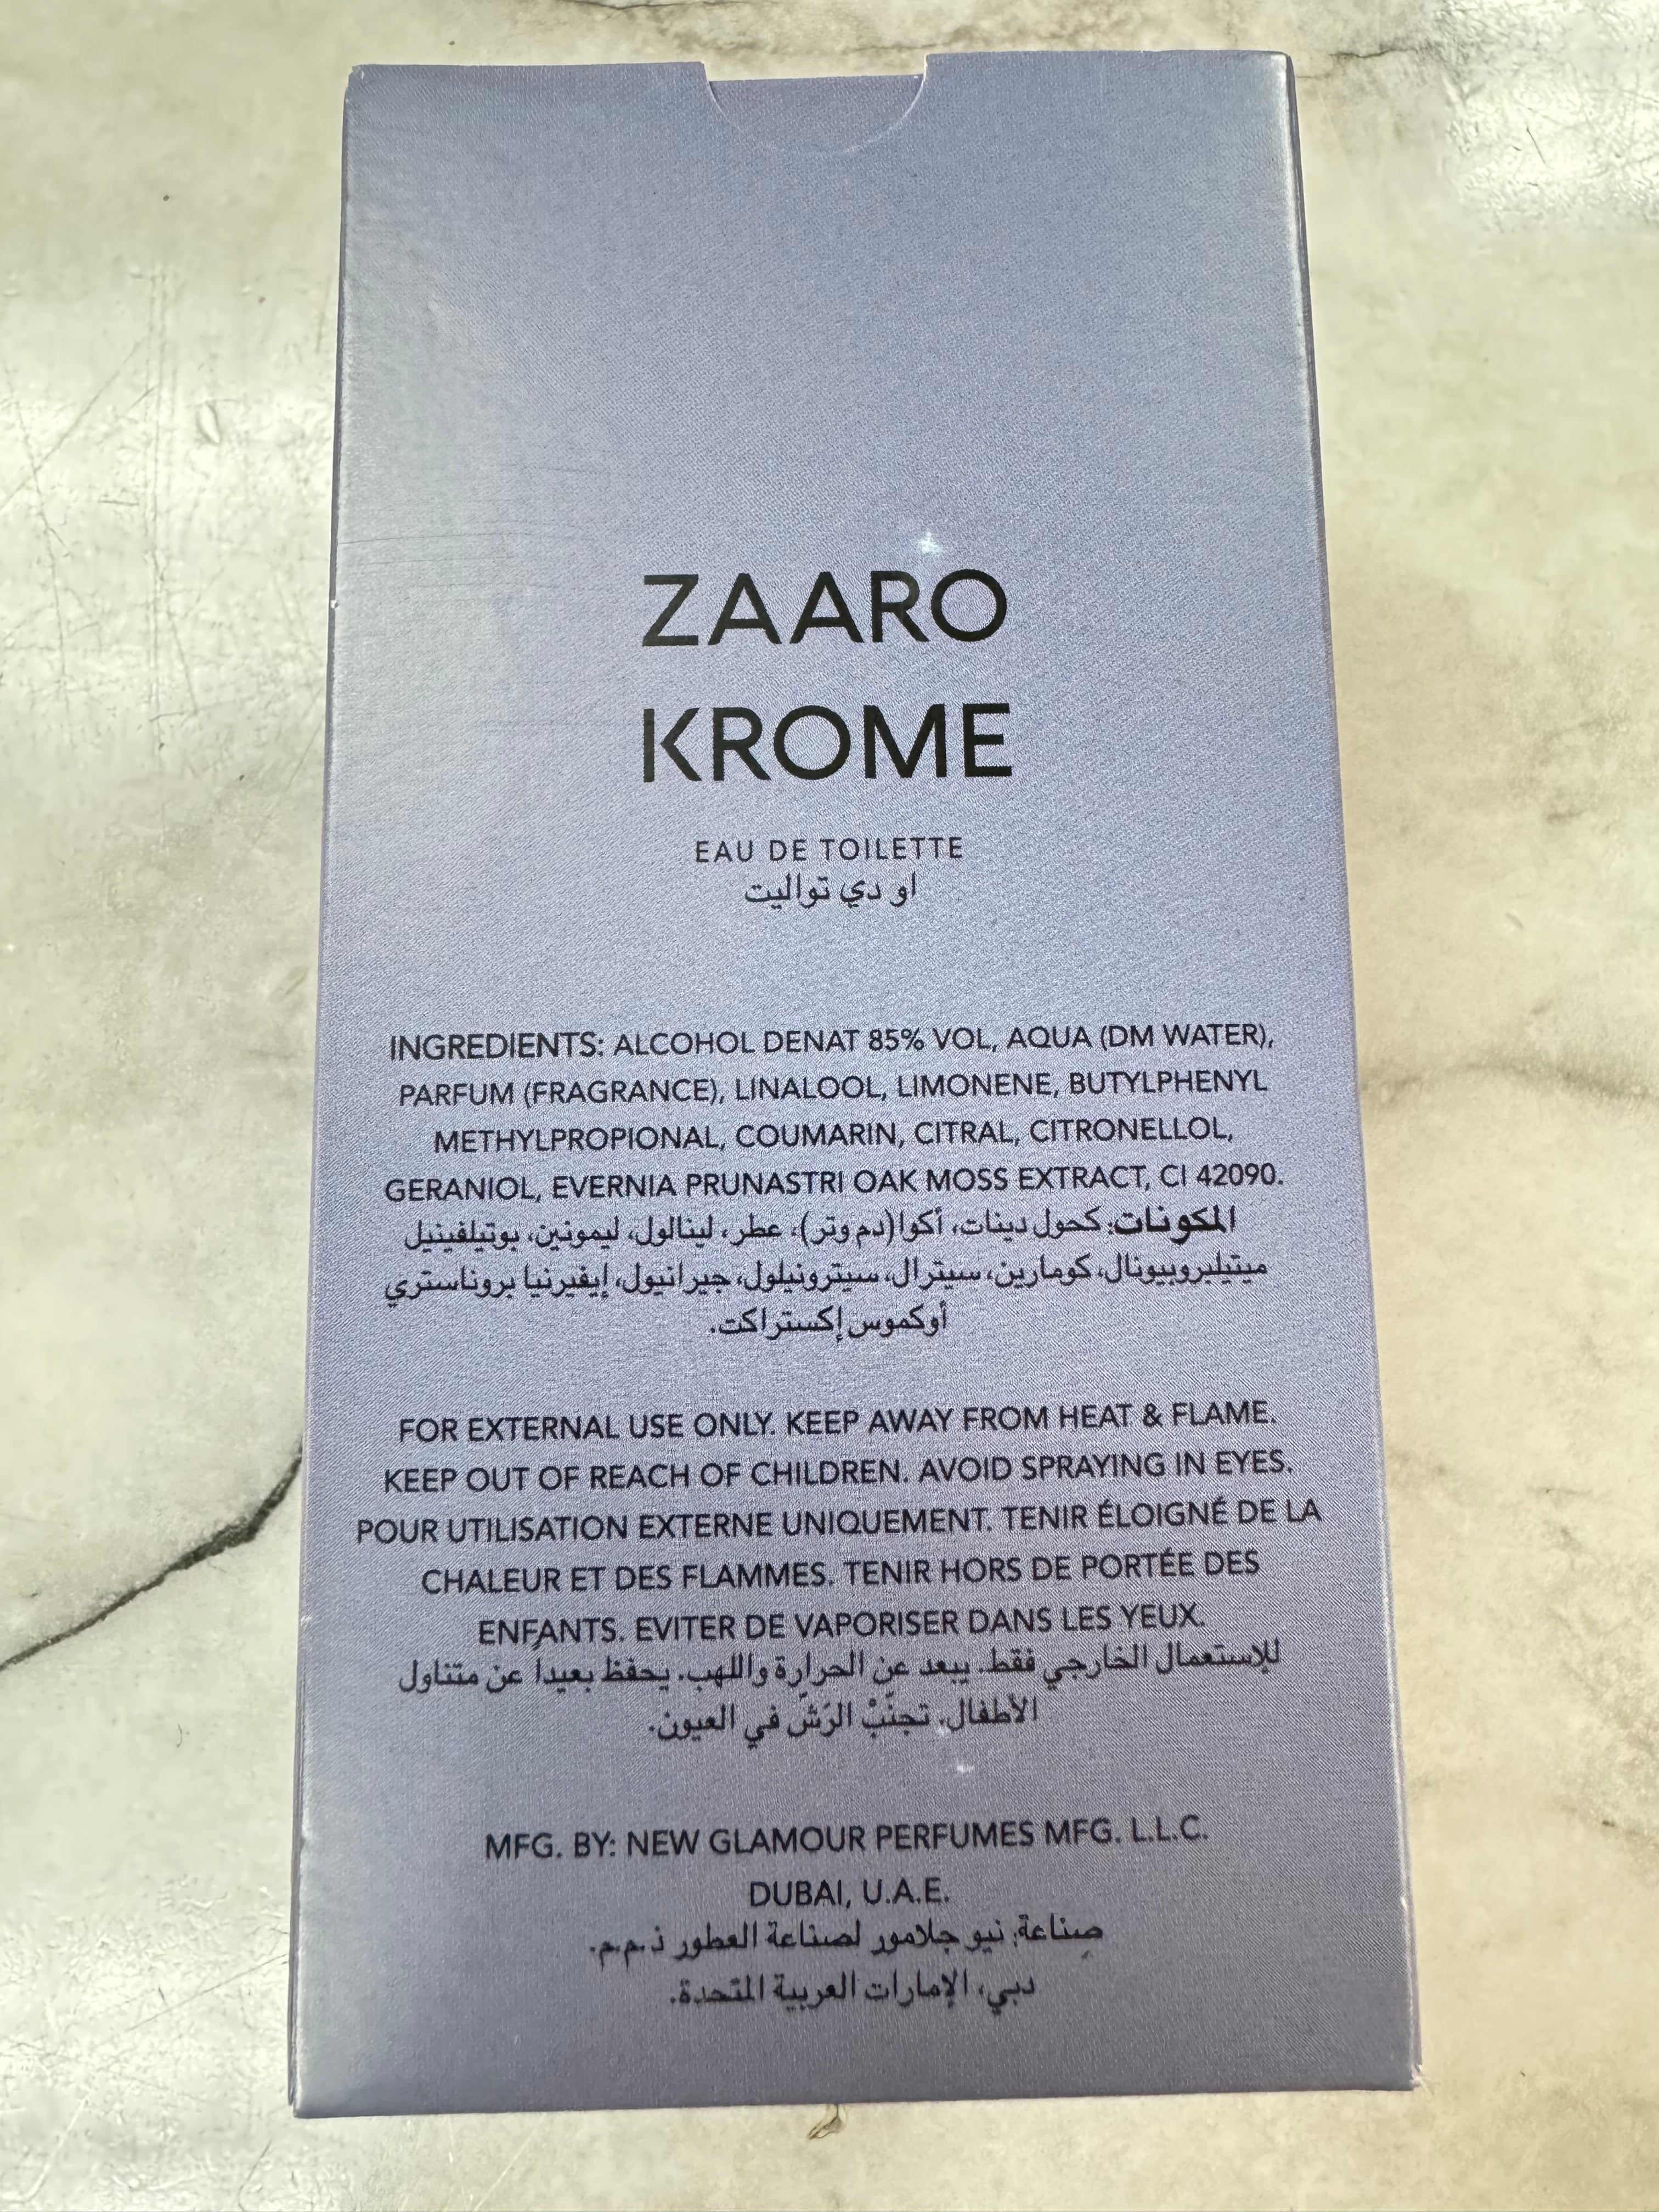 ZAARO
KROME
EAU DE TOILETTE
او دي تواليت
INGREDIENTS: ALCOHOL DENAT 85% VOL, AQUA (DM WATER),
PARFUM (FRAGRANCE), LINALOOL, LIMONENE, BUTYLPHENYL
METHYLPROPIONAL, COUMARIN, CITRAL, CITRONELLOL,
GERANIOL, EVERNIA PRUNASTRI OAK MOSS EXTRACT, CI 42090.
المكونات: كحول دينات، أكوا (دم وتر)، عطر، لينالول، ليمونين، بوتيلفينيل
ميتيلبروبيونال، كومارين، سيترال، سيترونيلول، جيرانيول، إيفيرنيا بروناستري
أوكموس إكستراكت.
FOR EXTERNAL USE ONLY. KEEP AWAY FROM HEAT & FLAME.
KEEP OUT OF REACH OF CHILDREN. AVOID SPRAYING IN EYES.
POUR UTILISATION EXTERNE UNIQUEMENT. TENIR ÉLOIGNÉ DE LA
CHALEUR ET DES FLAMMES. TENIR HORS DE PORTÉE DES
ENFANTS. EVITER DE VAPORISER DANS LES YEUX.
للإستعمال الخارجي فقط. يبعد عن الحرارة واللهب. يحفظ بعيداً عن متناول
الأطفال. تجنّبْ الرَشّ في العيون.
MFG. BY: NEW GLAMOUR PERFUMES MFG. L.L.C.
DUBAI, U.A.E.
صناعة: نيو جلامور لصناعة العطور ذ.م.م.
دبي، الإمارات العربية المتحدة.